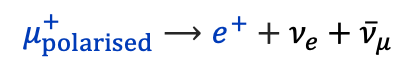 μ⁺polarised ⟶ e⁺ + νₑ + ν̄μ